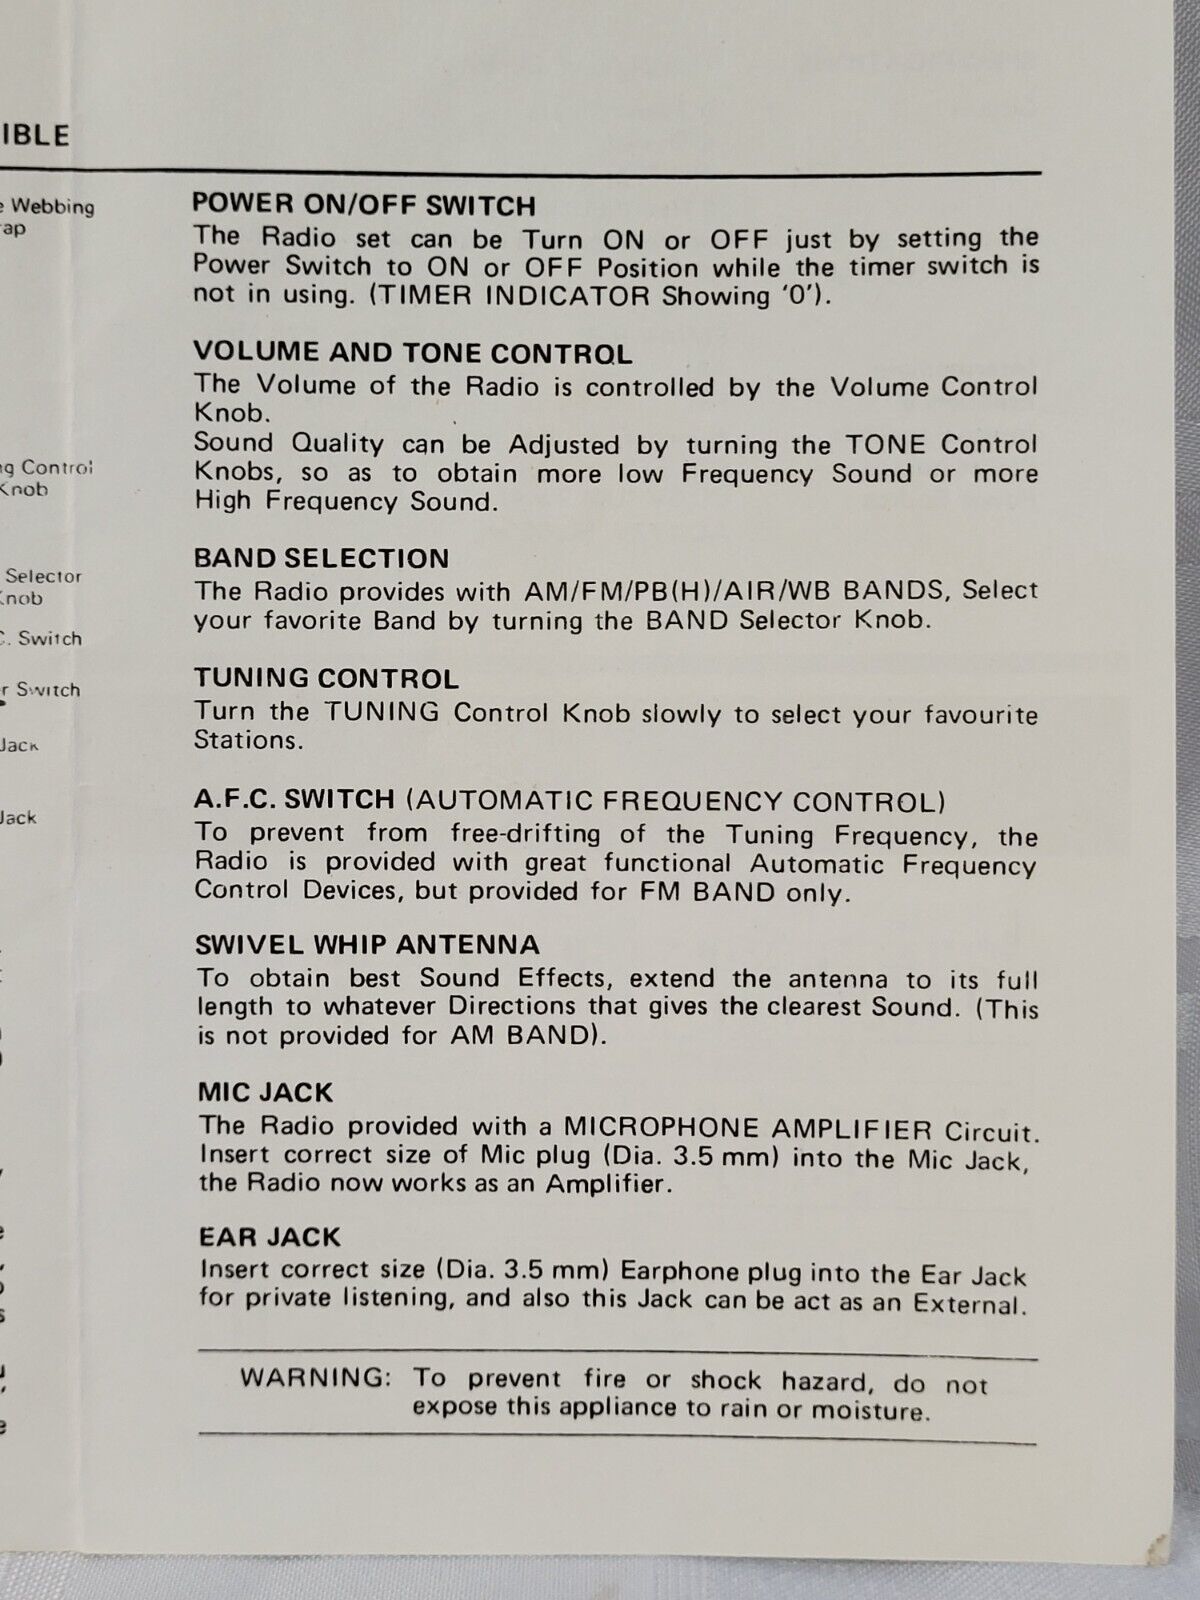 IBLE
Webbing
POWER ON/OFF SWITCH
The Radio set can be Turn ON or OFF just by setting the
Power Switch to ON or OFF Position while the timer switch is
not in using. (TIMER INDICATOR Showing '0').
VOLUME AND TONE CONTROL
The Volume of the Radio is controlled by the Volume Control
Knob.
Sound Quality can be Adjusted by turning the TONE Control
Knobs, so as to obtain more low Frequency Sound or more
High Frequency Sound.
Control
Knob
BAND SELECTION
The Radio provides with AM/FM/PB(H)/AIR/WB BANDS, Select
your favorite Band by turning the BAND Selector Knob.
Selector
C. Switch
TUNING CONTROL
Turn the TUNING Control Knob slowly to select your favourite
Stations.
Switch
Jack
A.F.C. SWITCH (AUTOMATIC FREQUENCY CONTROL)
To prevent from free-drifting of the Tuning Frequency, the
Radio is provided with great functional Automatic Frequency
Control Devices, but provided for FM BAND only.
Jack
SWIVEL WHIP ANTENNA
To obtain best Sound Effects, extend the antenna to its full
length to whatever Directions that gives the clearest Sound. (This
is not provided for AM BAND).
MIC JACK
The Radio provided with a MICROPHONE AMPLIFIER Circuit.
Insert correct size of Mic plug (Dia. 3.5 mm) into the Mic Jack,
the Radio now works as an Amplifier.
EAR JACK
Insert correct size (Dia. 3.5 mm) Earphone plug into the Ear Jack
for private listening, and also this Jack can be act as an External.
WARNING: To prevent fire or shock hazard, do not
expose this appliance to rain or moisture.